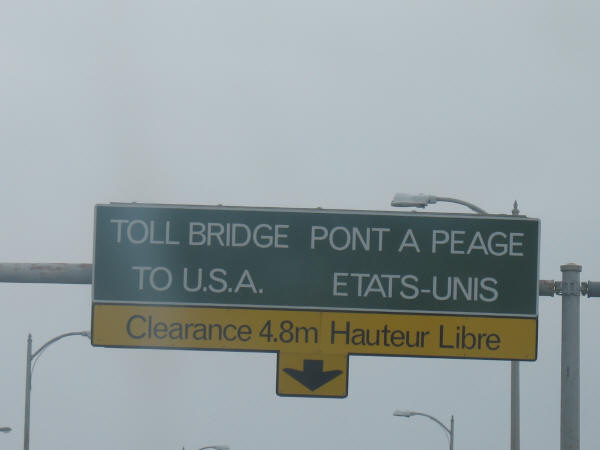 TOLL BRIDGE PONT A PEAGE
TO U.S.A. ETATS-UNIS
Clearance 4.8m Hauteur Libre